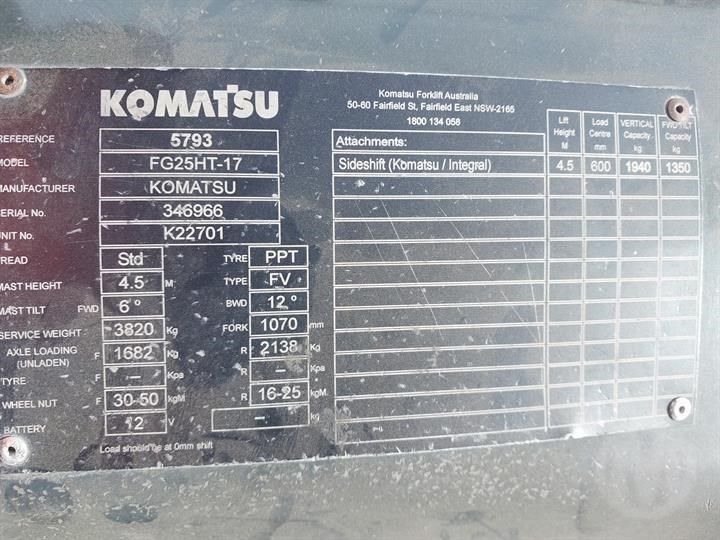 KOMATSU
Komatsu Forklift Australia
50-60 Fairfield St, Fairfield East NSW-2165
1800 134 058
REFERENCE 5793
MODEL FG25HT-17
MANUFACTURER KOMATSU
SERIAL No. 346966
UNIT No. K22701
TREAD Std TYRE PPT
MAST HEIGHT 4.5 M TYPE FV
MAST TILT FWD 6° BWD 12°
SERVICE WEIGHT 3820 Kg FORK 1070 mm
AXLE LOADING (UNLADEN) F 1682 Kg R 2138 Kg
TYRE F – Kpa R – Kpa
WHEEL NUT F 30-50 kgM R 16-25 kgM
BATTERY 12 V – kg
Load should be at 0mm shift
Attachments: Lift Height M Load Centre mm VERTICAL Capacity kg FWD TILT Capacity kg
Sideshift (Komatsu / Integral) 4.5 600 1940 1350